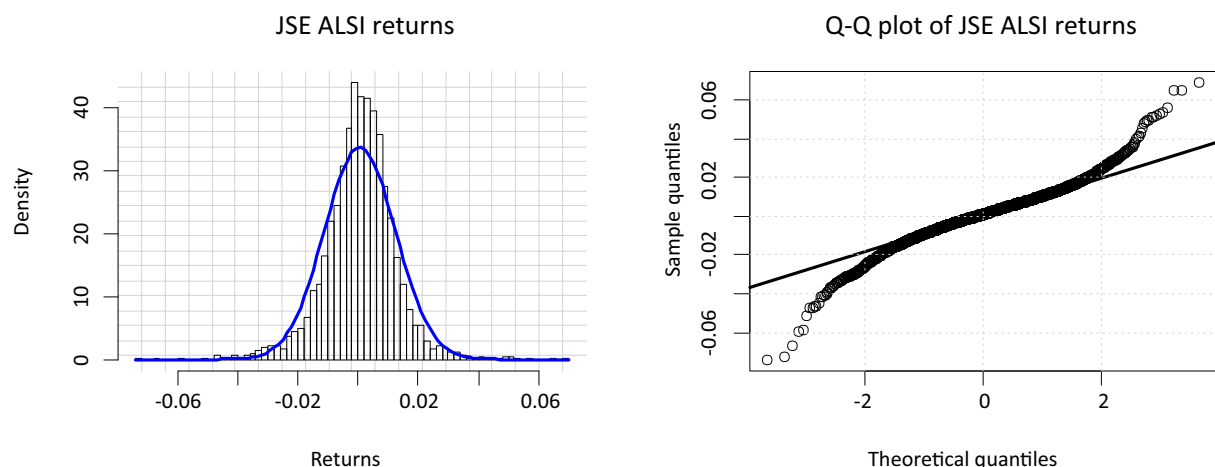 JSE ALSI returns
Density
0
10
20
30
40
-0.06
-0.02
0.02
0.06
Returns
Q-Q plot of JSE ALSI returns
Sample quantiles
-0.06
-0.02
0.02
0.06
-2
0
2
Theoretical quantiles